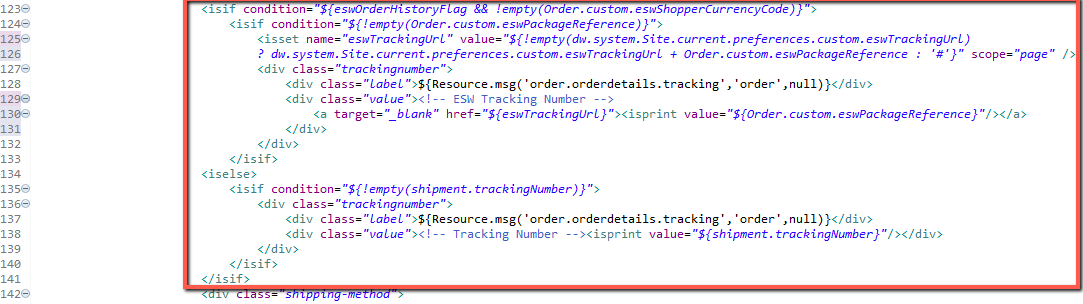 123 <isif condition="${eswOrderHistoryFlag && !empty(Order.custom.eswShopperCurrencyCode)}">
124 <isif condition="${!empty(Order.custom.eswPackageReference)}">
125 <isset name="eswTrackingUrl" value="${!empty(dw.system.Site.current.preferences.custom.eswTrackingUrl)
126 ? dw.system.Site.current.preferences.custom.eswTrackingUrl + Order.custom.eswPackageReference : '#'}" scope="page" />
127 <div class="trackingnumber">
128 <div class="label">${Resource.msg('order.orderdetails.tracking','order',null)}</div>
129 <div class="value"><!-- ESW Tracking Number -->
130 <a target="_blank" href="${eswTrackingUrl}"><isprint value="${Order.custom.eswPackageReference}"/></a>
131 </div>
132 </div>
133 </isif>
134 <iselse>
135 <isif condition="${!empty(shipment.trackingNumber)}">
136 <div class="trackingnumber">
137 <div class="label">${Resource.msg('order.orderdetails.tracking','order',null)}</div>
138 <div class="value"><!-- Tracking Number --><isprint value="${shipment.trackingNumber}"/></div>
139 </div>
140 </isif>
141 </isif>
142 <div class="shipping-method">